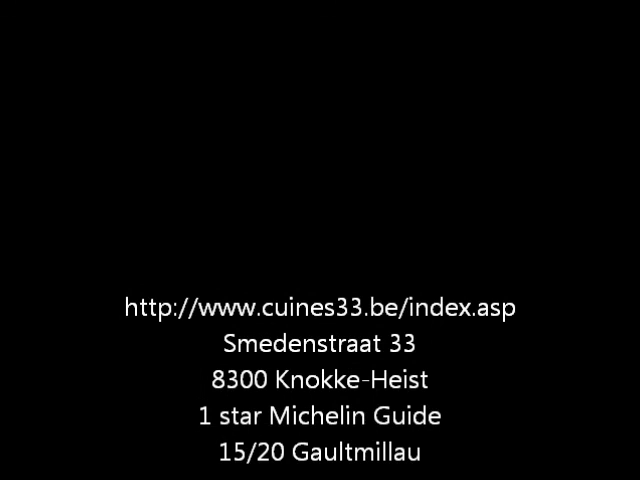 http://www.cuines33.be/index.asp
Smedenstraat 33
8300 Knokke-Heist
1 star Michelin Guide
15/20 Gaultmillau